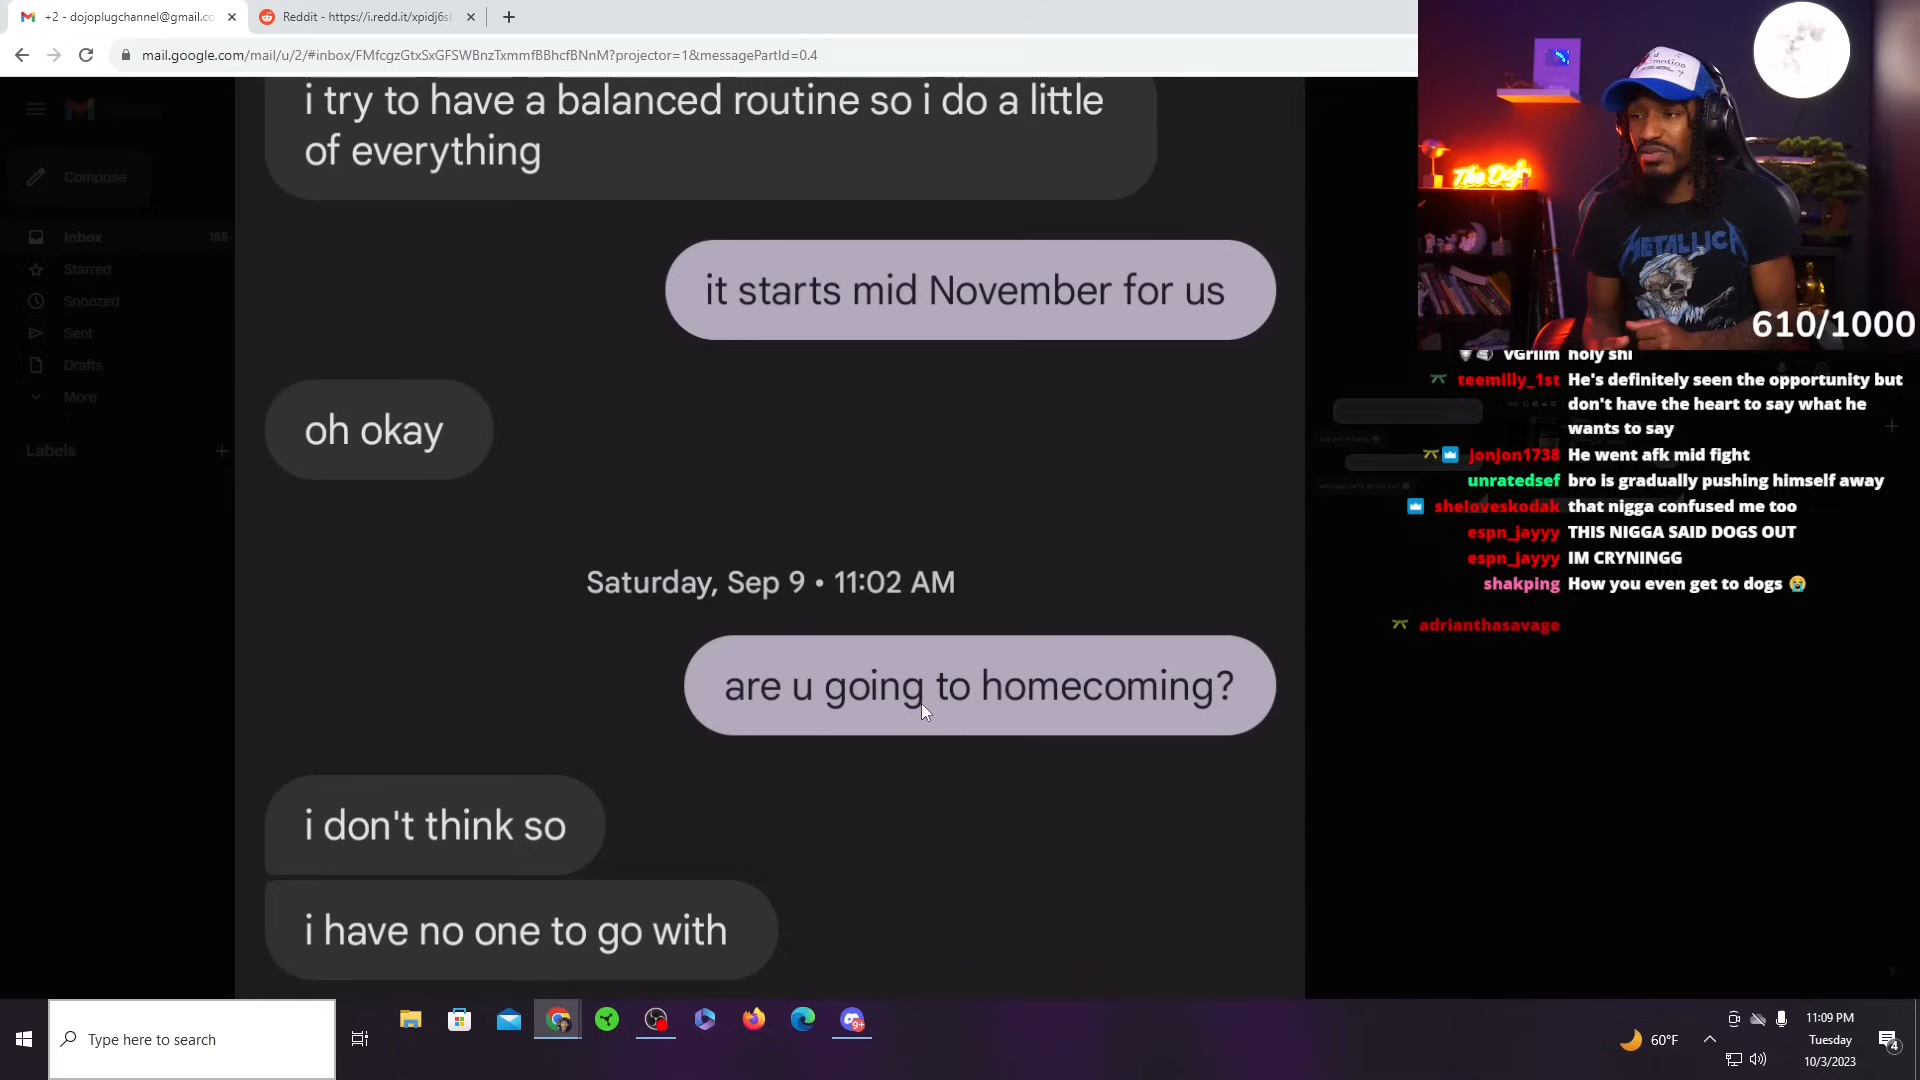 +2 - dojoplugchannel@gmail.co
Reddit - https://i.redd.it/xpidj6s
mail.google.com/mail/u/2/#inbox/FMfcgzGtxSxGFSWBnzTxmmfBBhcfBNnM?projector=1&messagePartId=0.4
Compose
Inbox 185
Starred
Snoozed
Sent
Drafts
More
Labels
i try to have a balanced routine so i do a little
of everything
it starts mid November for us
oh okay
Saturday, Sep 9 • 11:02 AM
are u going to homecoming?
i don't think so
i have no one to go with
The Dojo
METALLICA
610/1000
vGriim holy shi
teemilly_1st He's definitely seen the opportunity but
don't have the heart to say what he
wants to say
jonjon1738 He went afk mid fight
unratedsef bro is gradually pushing himself away
sheloveskodak that nigga confused me too
espn_jayyy THIS NIGGA SAID DOGS OUT
espn_jayyy IM CRYNINGG
shakping How you even get to dogs 😭
adrianthasavage
Type here to search
9+
60°F
11:09 PM
Tuesday
10/3/2023
4